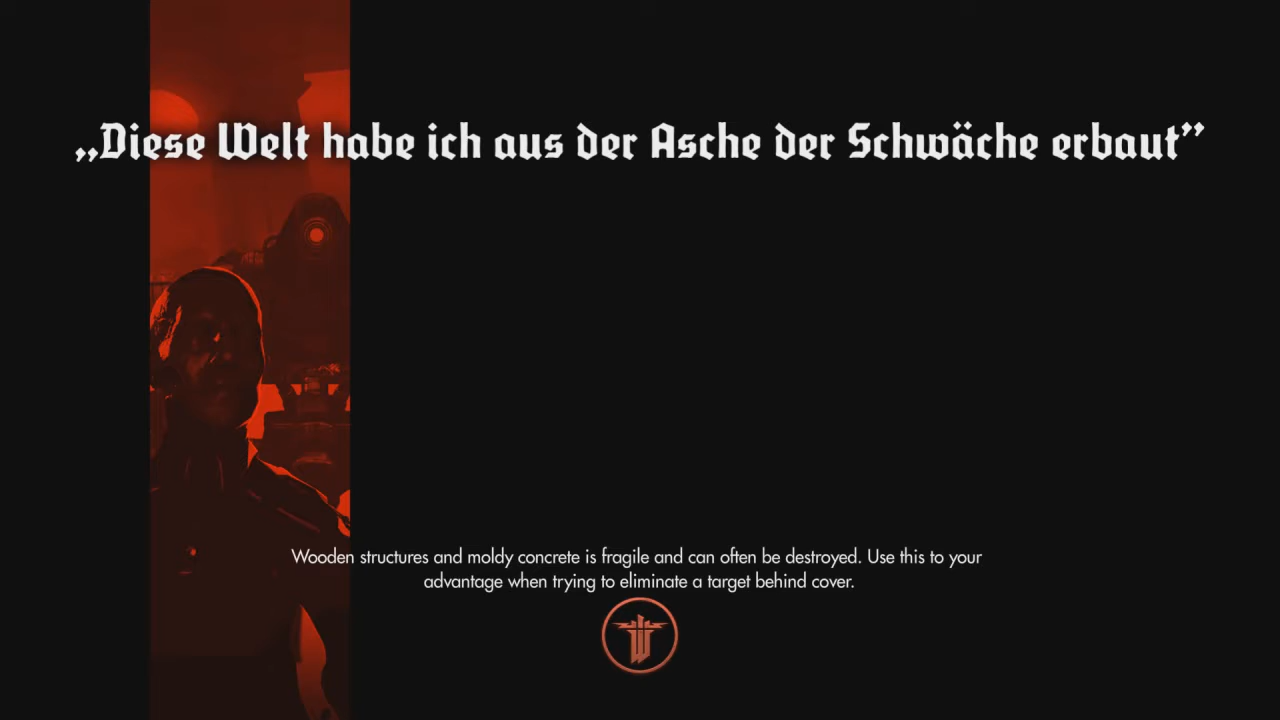 „Diese Welt habe ich aus der Asche der Schwäche erbaut”
Wooden structures and moldy concrete is fragile and can often be destroyed. Use this to your
advantage when trying to eliminate a target behind cover.